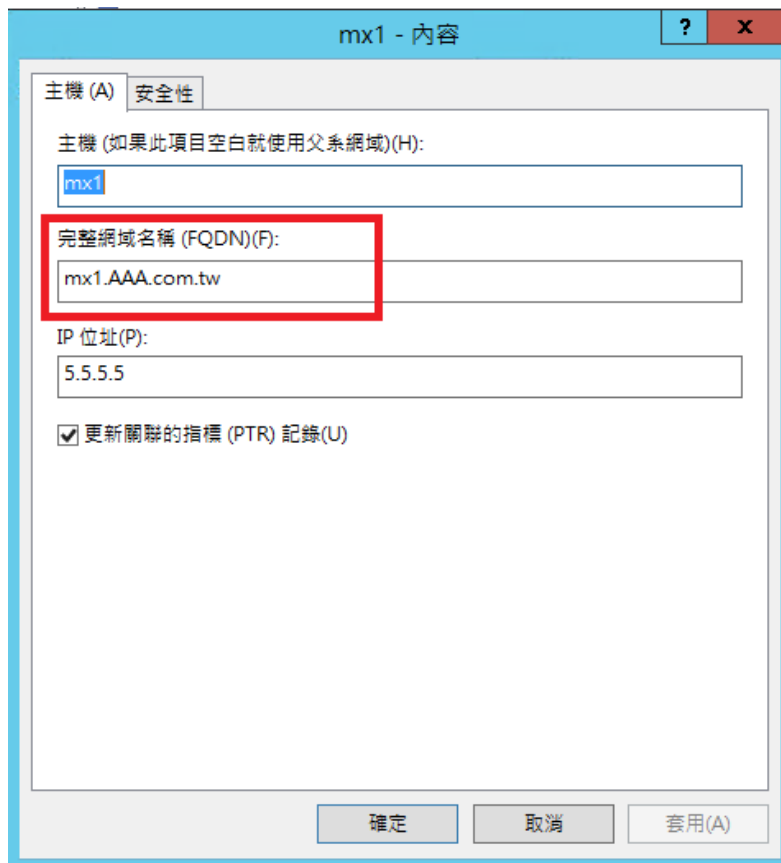 mx1 - 內容
?
x
主機 (A)
安全性
主機 (如果此項目空白就使用父系網域)(H):
mx1
完整網域名稱 (FQDN)(F):
mx1.AAA.com.tw
IP 位址(P):
5.5.5.5
更新關聯的指標 (PTR) 記錄(U)
確定
取消
套用(A)